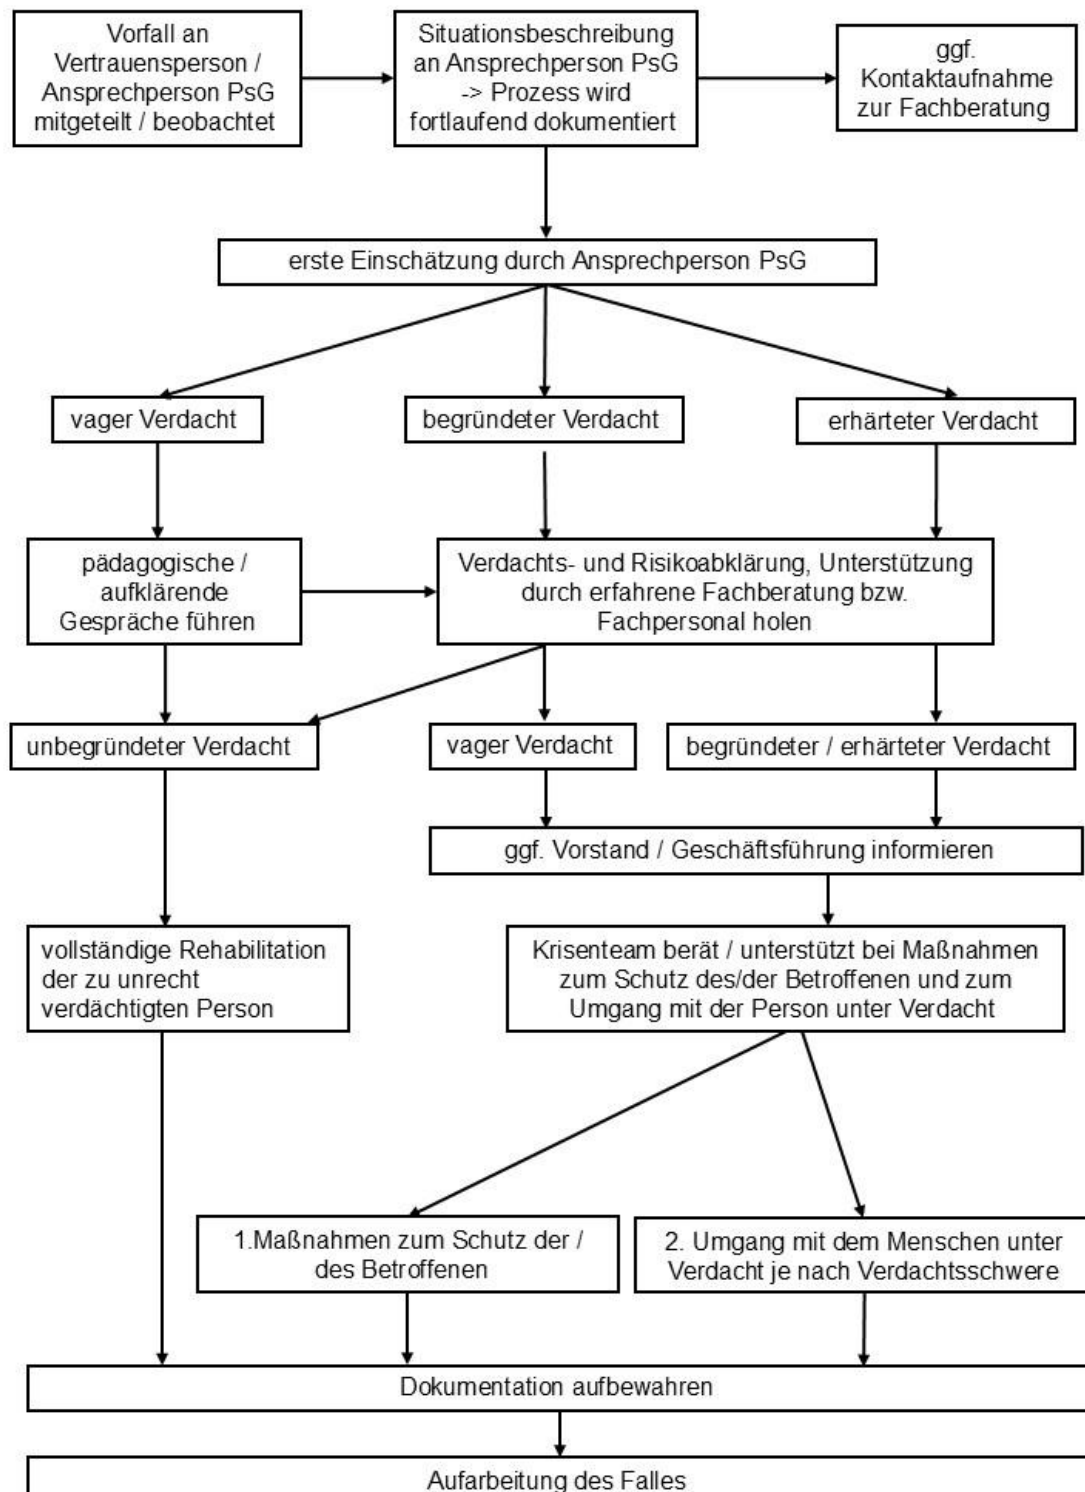 Vorfall an
Vertrauensperson /
Ansprechperson PsG
mitgeteilt / beobachtet
Situationsbeschreibung
an Ansprechperson PsG
-> Prozess wird
fortlaufend dokumentiert
ggf.
Kontaktaufnahme
zur Fachberatung
erste Einschätzung durch Ansprechperson PsG
vager Verdacht
begründeter Verdacht
erhärteter Verdacht
pädagogische /
aufklärende
Gespräche führen
Verdachts- und Risikoabklärung, Unterstützung
durch erfahrene Fachberatung bzw.
Fachpersonal holen
unbegründeter Verdacht
vager Verdacht
begründeter / erhärteter Verdacht
ggf. Vorstand / Geschäftsführung informieren
vollständige Rehabilitation
der zu unrecht
verdächtigten Person
Krisenteam berät / unterstützt bei Maßnahmen
zum Schutz des/der Betroffenen und zum
Umgang mit der Person unter Verdacht
1.Maßnahmen zum Schutz der /
des Betroffenen
2. Umgang mit dem Menschen unter
Verdacht je nach Verdachtsschwere
Dokumentation aufbewahren
Aufarbeitung des Falles